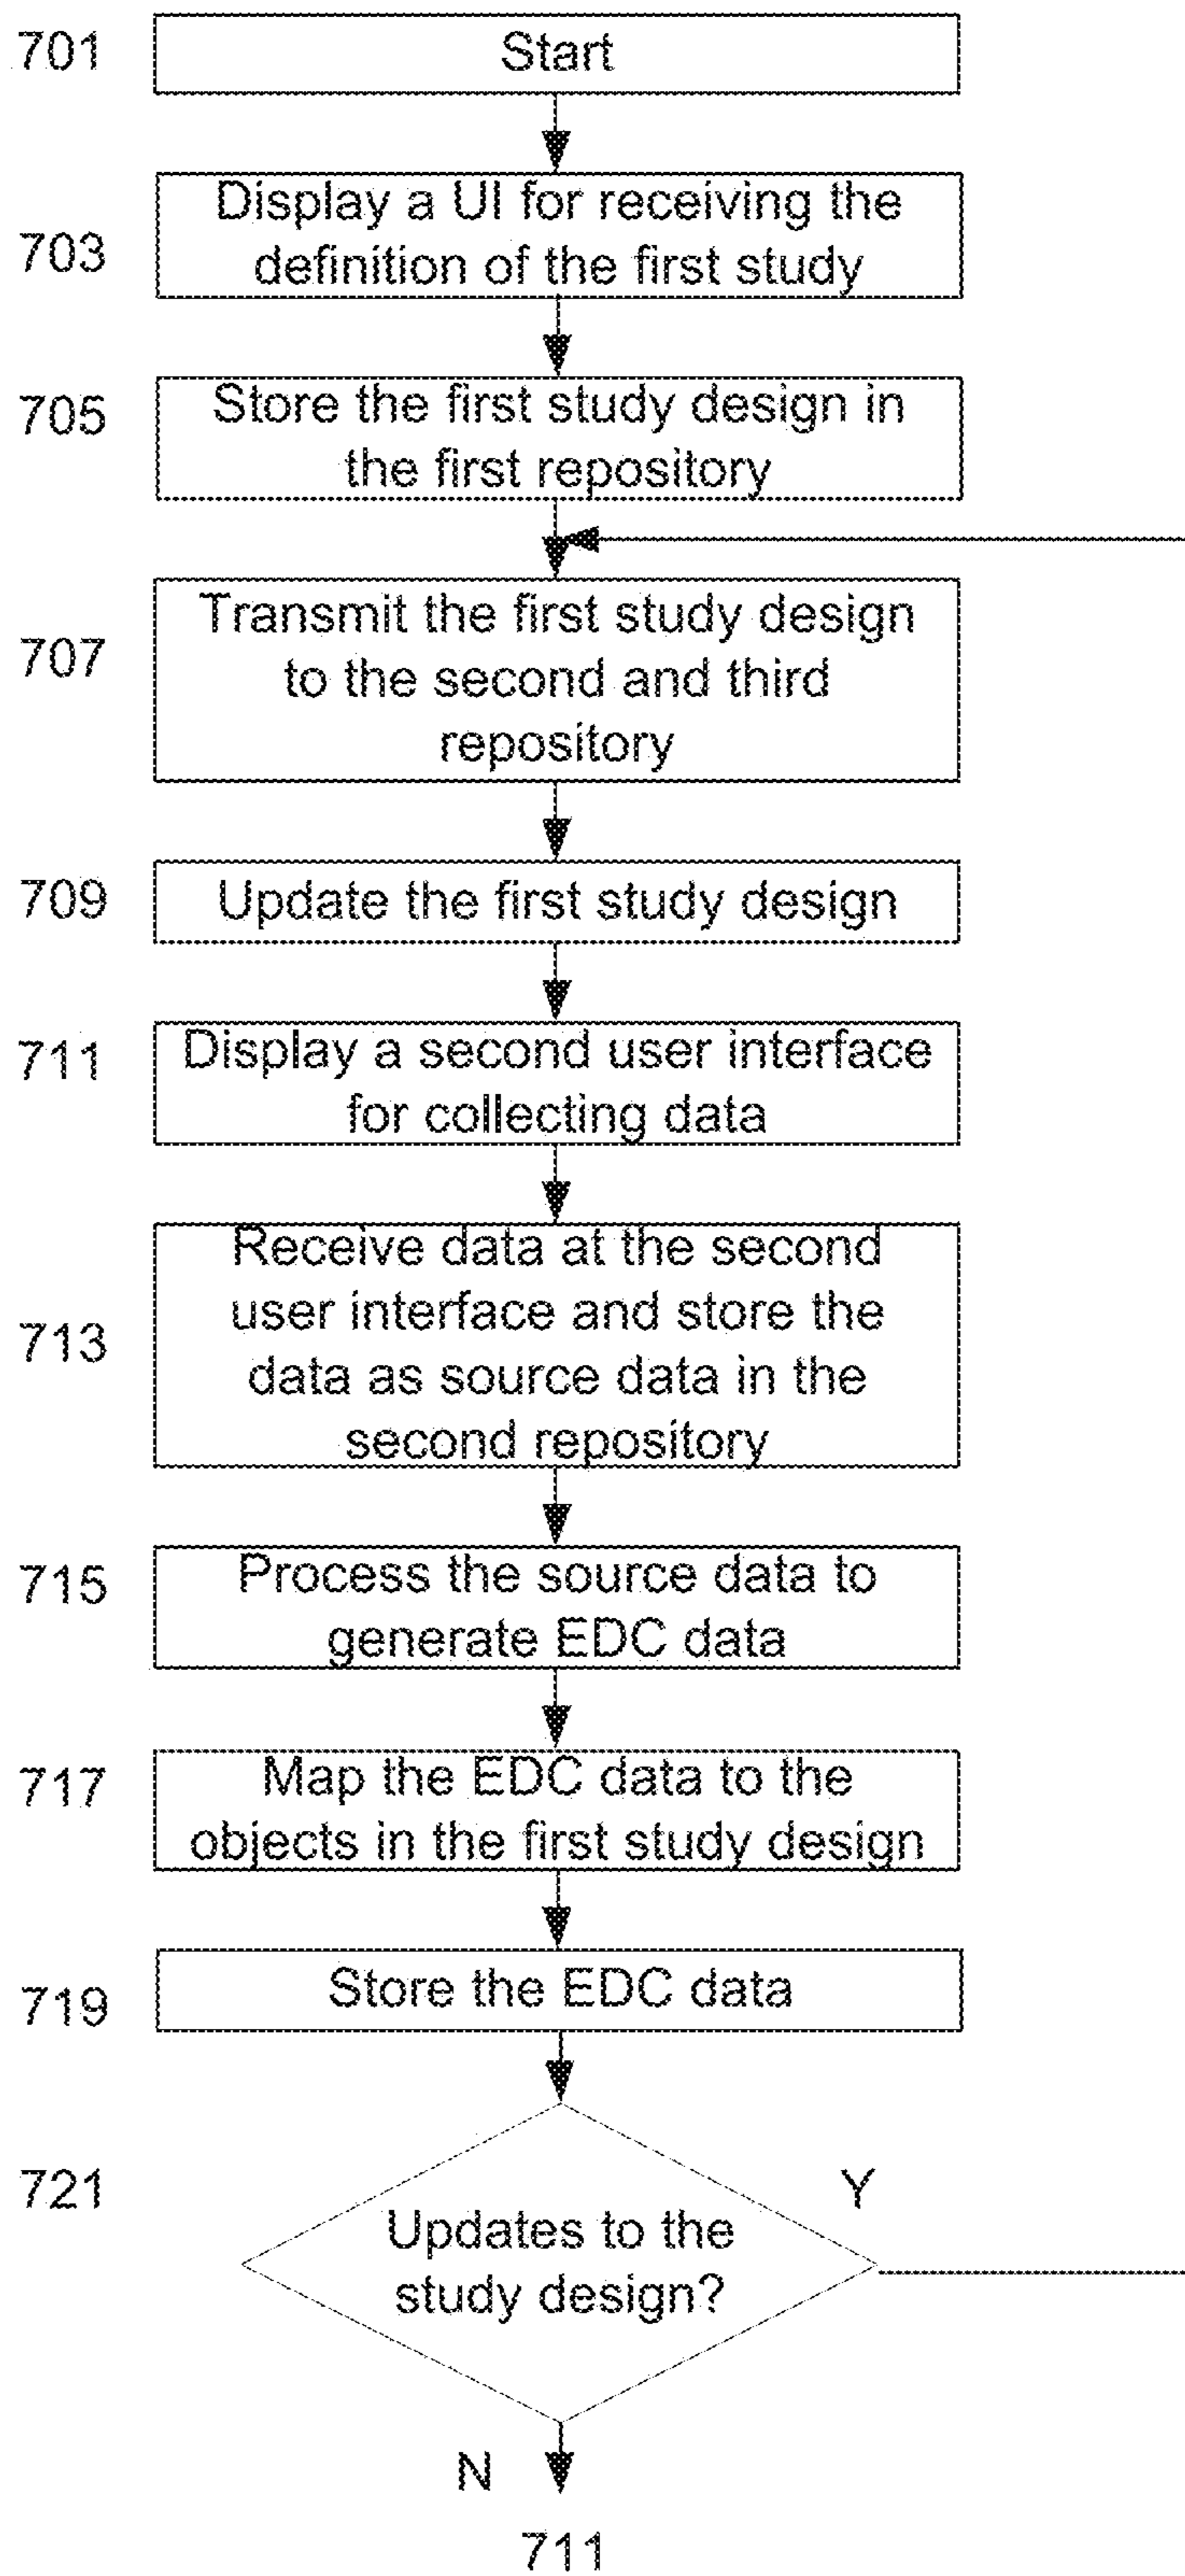 701
Start
703
Display a UI for receiving the
definition of the first study
705
Store the first study design in
the first repository
707
Transmit the first study design
to the second and third
repository
709
Update the first study design
711
Display a second user interface
for collecting data
713
Receive data at the second
user interface and store the
data as source data in the
second repository
715
Process the source data to
generate EDC data
717
Map the EDC data to the
objects in the first study design
719
Store the EDC data
721
Y
Updates to the
study design?
N
711